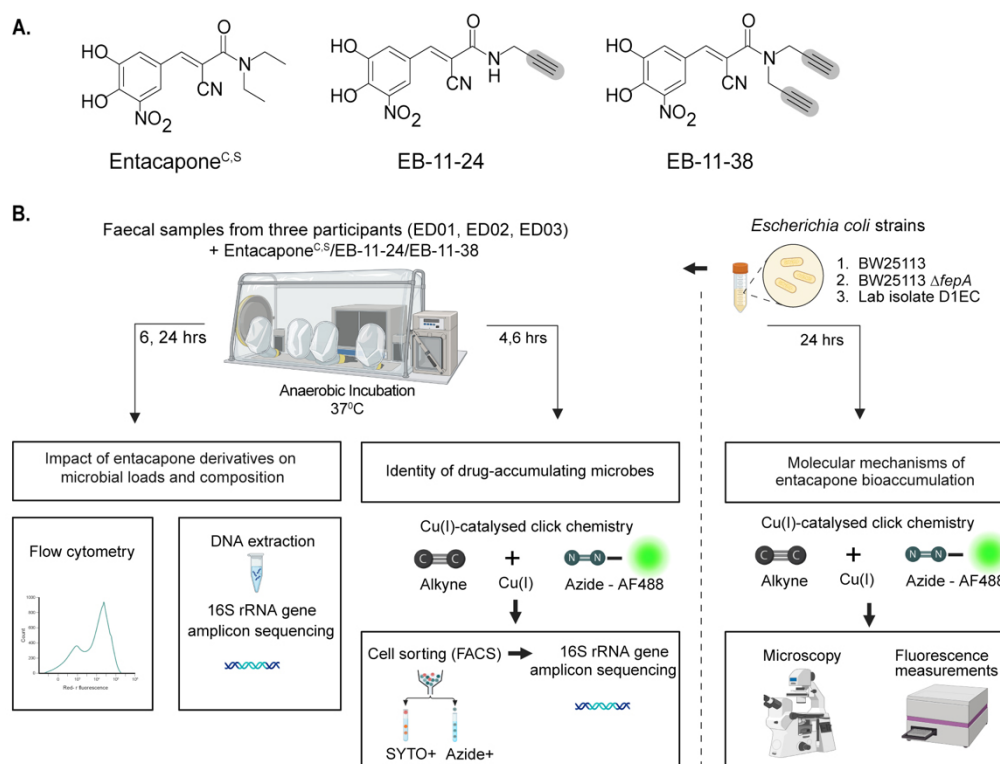 A.
HO
HO
NO2
CN
O
N
EntacaponeC,S
HO
HO
NO2
CN
O
N
H
EB-11-24
HO
HO
NO2
CN
O
N
EB-11-38
B.
Faecal samples from three participants (ED01, ED02, ED03)
+ EntacaponeC,S/EB-11-24/EB-11-38
Escherichia coli strains
1. BW25113
2. BW25113 ΔfepA
3. Lab isolate D1EC
6, 24 hrs
4,6 hrs
24 hrs
Anaerobic Incubation
37⁰C
Impact of entacapone derivatives on
microbial loads and composition
Identity of drug-accumulating microbes
Molecular mechanisms of
entacapone bioaccumulation
Flow cytometry
Count
Red- r fluorescence
DNA extraction
16S rRNA gene
amplicon sequencing
Cu(I)-catalysed click chemistry
C C
+
N N
Alkyne
Cu(I)
Azide - AF488
Cell sorting (FACS)
16S rRNA gene
amplicon sequencing
SYTO+
Azide+
Cu(I)-catalysed click chemistry
C C
+
N N
Alkyne
Cu(I)
Azide - AF488
Microscopy
Fluorescence
measurements